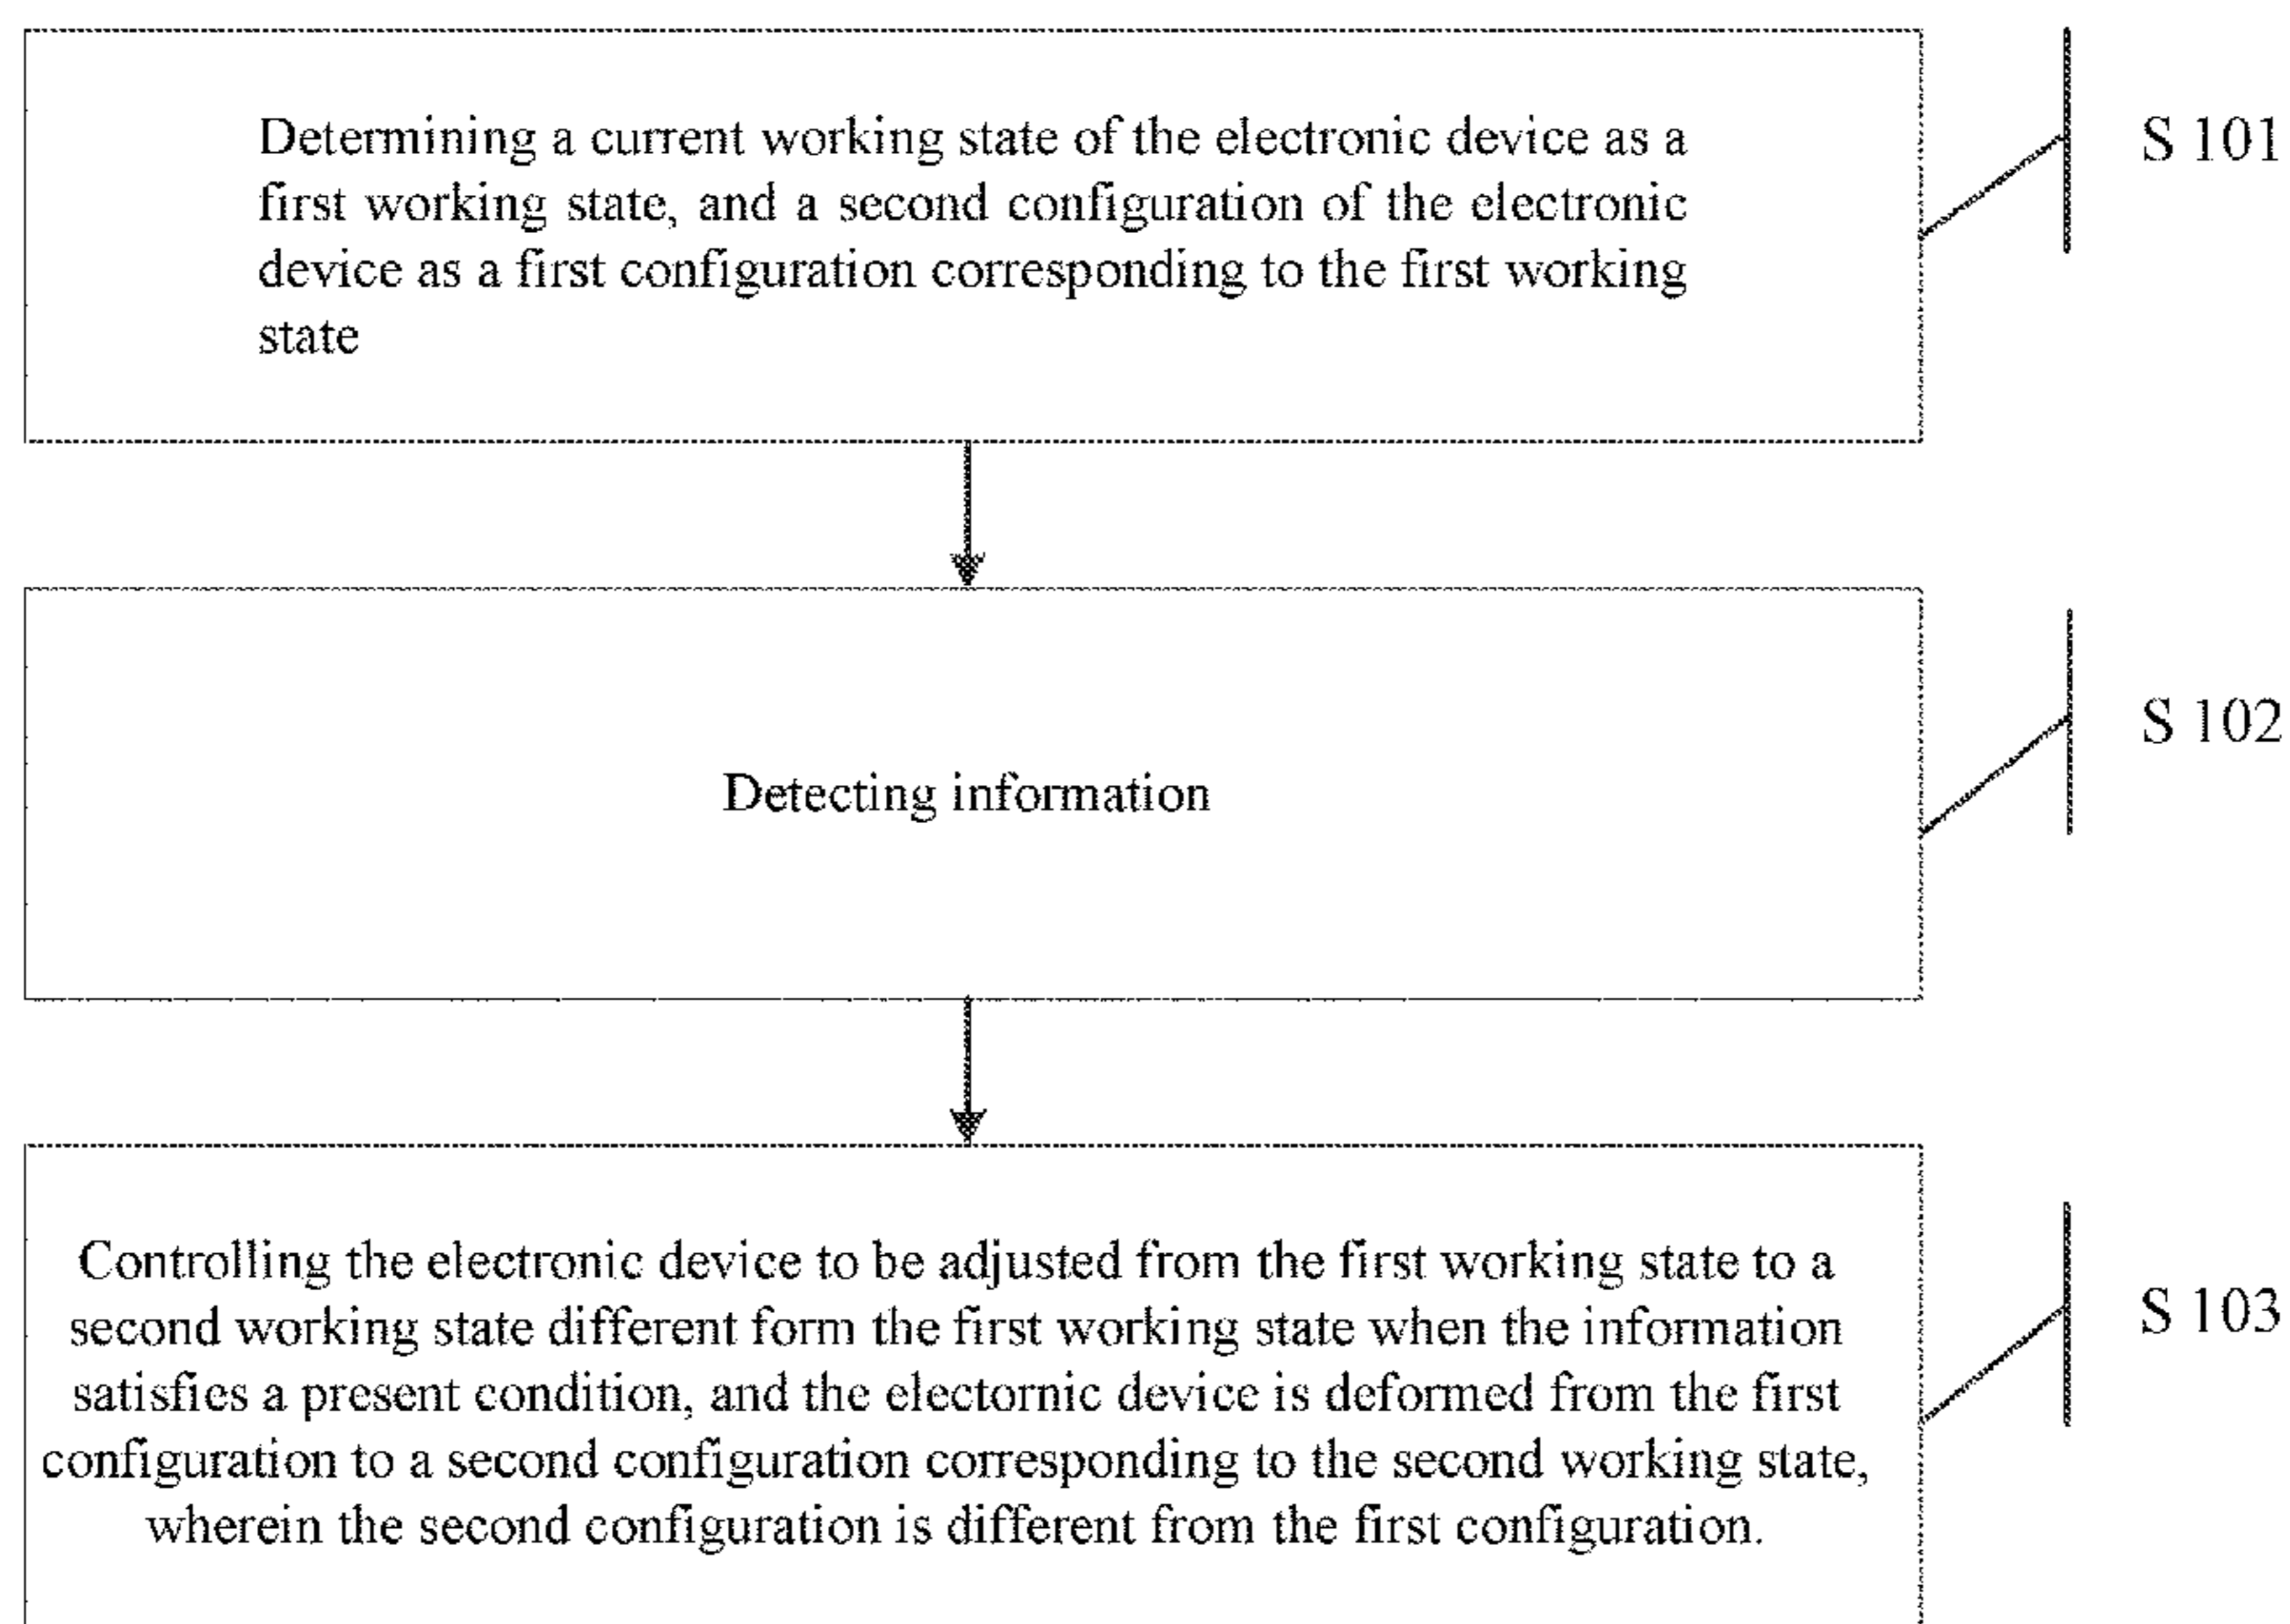 Determining a current working state of the electronic device as a
first working state, and a second configuration of the electronic
device as a first configuration corresponding to the first working
state
S 101
Detecting information
S 102
Controlling the electronic device to be adjusted from the first working state to a
second working state different form the first working state when the information
satisfies a present condition, and the electornic device is deformed from the first
configuration to a second configuration corresponding to the second working state,
wherein the second configuration is different from the first configuration.
S 103